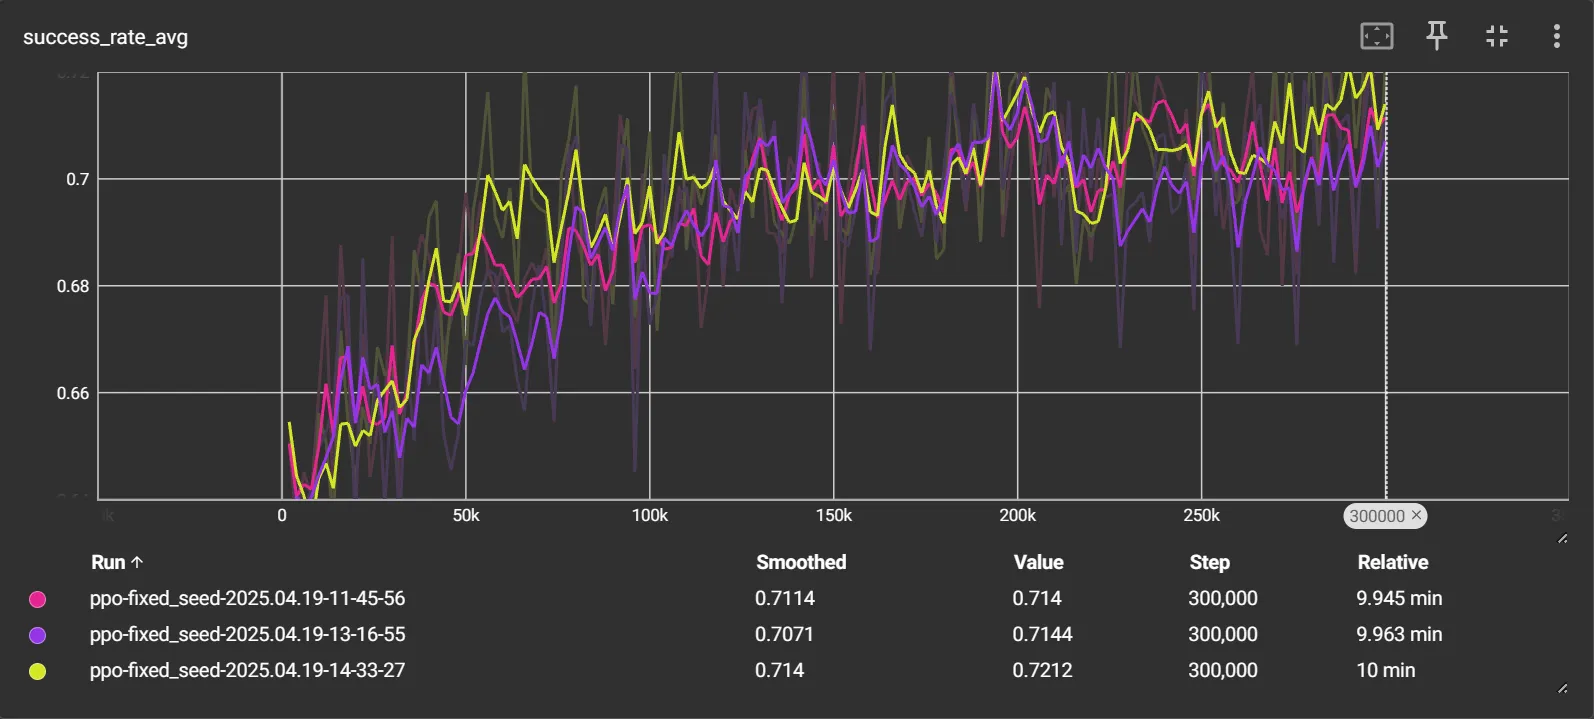 success_rate_avg
0.72
0.7
0.68
0.66
0 50k 100k 150k 200k 250k 300000 ×
Run ↑ Smoothed Value Step Relative
ppo-fixed_seed-2025.04.19-11-45-56 0.7114 0.714 300,000 9.945 min
ppo-fixed_seed-2025.04.19-13-16-55 0.7071 0.7144 300,000 9.963 min
ppo-fixed_seed-2025.04.19-14-33-27 0.714 0.7212 300,000 10 min